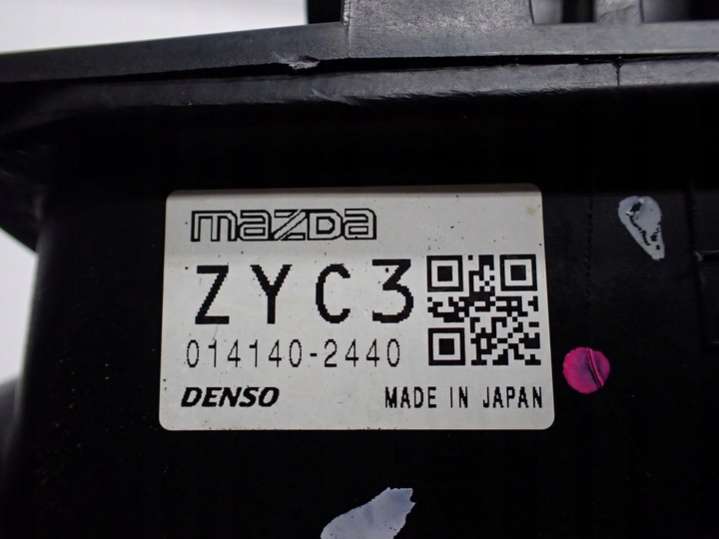 mazda
ZYC3
014140-2440
DENSO MADE IN JAPAN